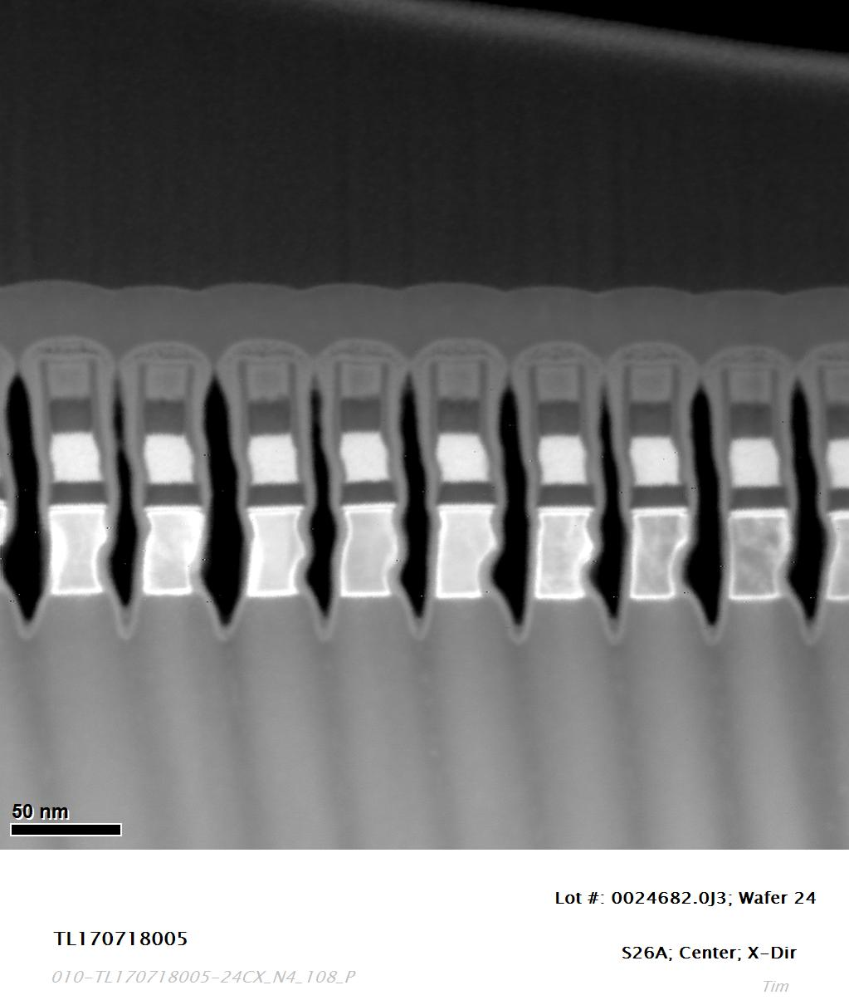 50 nm
Lot #: 0024682.0J3; Wafer 24
TL170718005
S26A; Center; X-Dir
010-TL170718005-24CX_N4_108_P
Tim